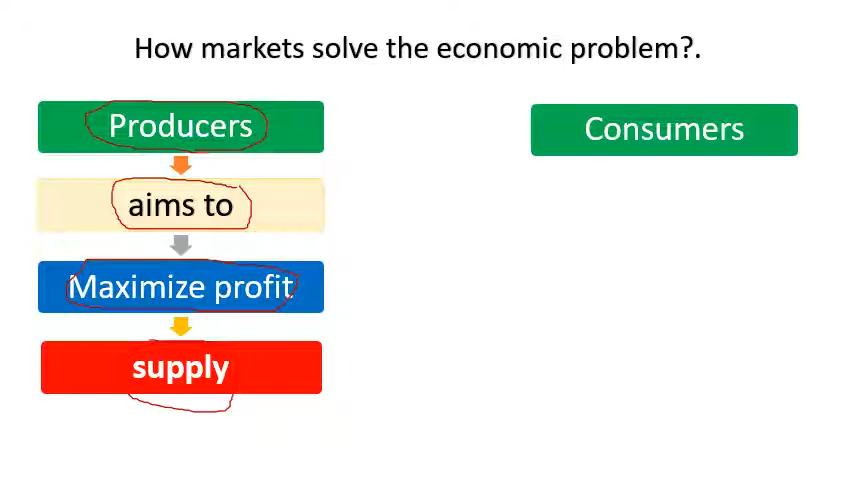 How markets solve the economic problem?.
Producers
aims to
Maximize profit
supply
Consumers